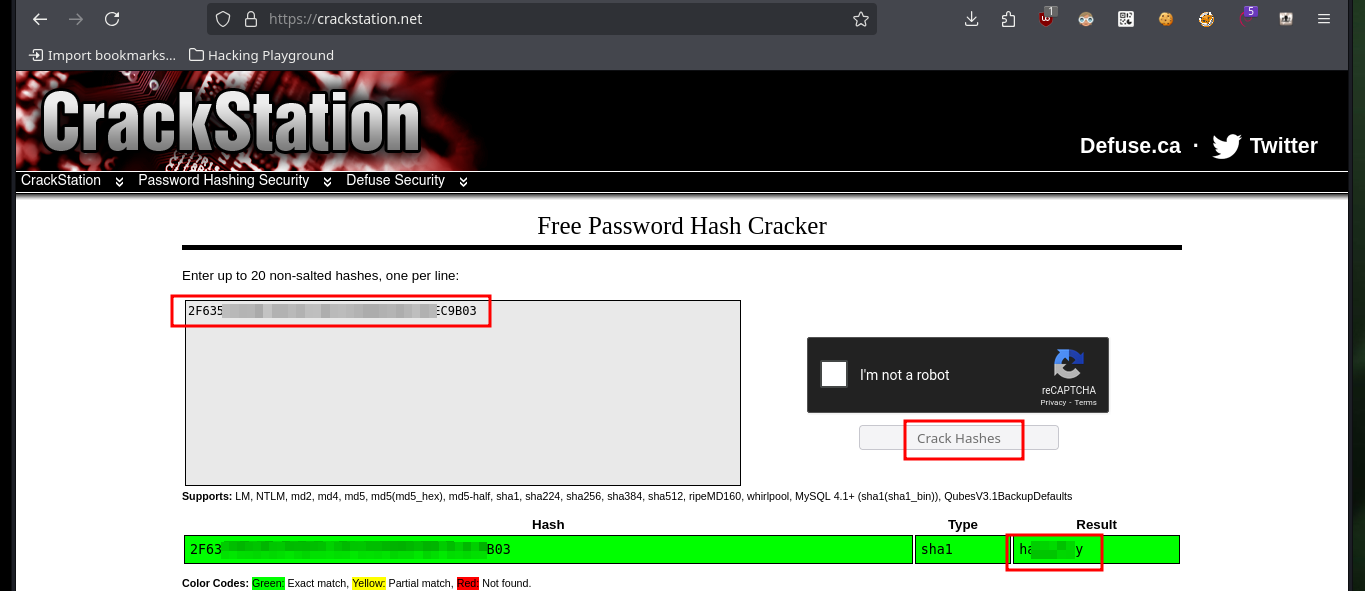 https://crackstation.net
1
5
Import bookmarks... Hacking Playground
CrackStation
Defuse.ca · Twitter
CrackStation Password Hashing Security Defuse Security
Free Password Hash Cracker
Enter up to 20 non-salted hashes, one per line:
2F635 EC9B03
I'm not a robot
reCAPTCHA
Privacy - Terms
Crack Hashes
Supports: LM, NTLM, md2, md4, md5, md5(md5_hex), md5-half, sha1, sha224, sha256, sha384, sha512, ripeMD160, whirlpool, MySQL 4.1+ (sha1(sha1_bin)), QubesV3.1BackupDefaults
Hash Type Result
2F63 B03 sha1 ha y
Color Codes: Green: Exact match, Yellow: Partial match, Red: Not found.